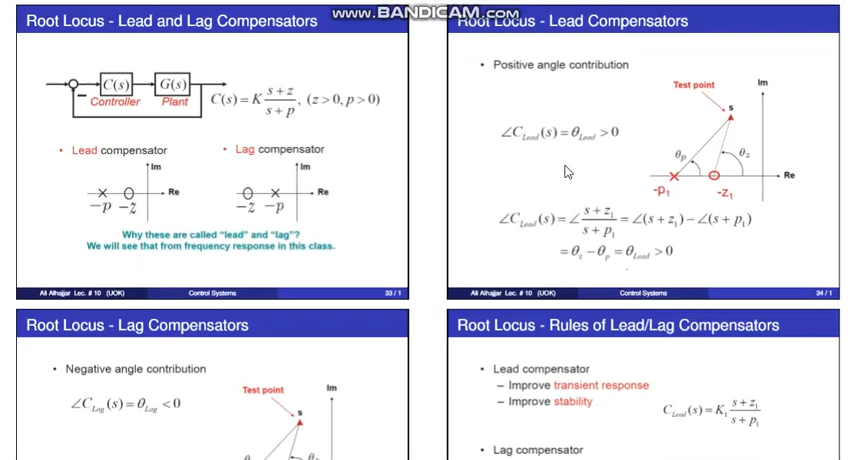 www.BANDICAM.com
Root Locus - Lead and Lag Compensators
C(s)
G(s)
Controller
Plant
C(s) = K (s + z)/(s + p), (z > 0, p > 0)
• Lead compensator
• Lag compensator
Im
Im
Re
Re
−p −z
−z −p
Why these are called "lead" and "lag"?
We will see that from frequency response in this class.
Ali Alhajjar Lec. # 10 (UOK) Control Systems 33 / 1
Root Locus - Lead Compensators
• Positive angle contribution
Test point
Im
s
∠C_Lead(s) = θ_Lead > 0
θp
θz
Re
-p1
-z1
∠C_Lead(s) = ∠ (s + z1)/(s + p1) = ∠(s + z1) − ∠(s + p1)
= θz − θp = θ_Lead > 0
Ali Alhajjar Lec. # 10 (UOK) Control Systems 34 / 1
Root Locus - Lag Compensators
• Negative angle contribution
Test point
Im
∠C_Lag(s) = θ_Lag < 0
s
Root Locus - Rules of Lead/Lag Compensators
• Lead compensator
– Improve transient response
– Improve stability
C_Lead(s) = K1 (s + z1)/(s + p1)
• Lag compensator